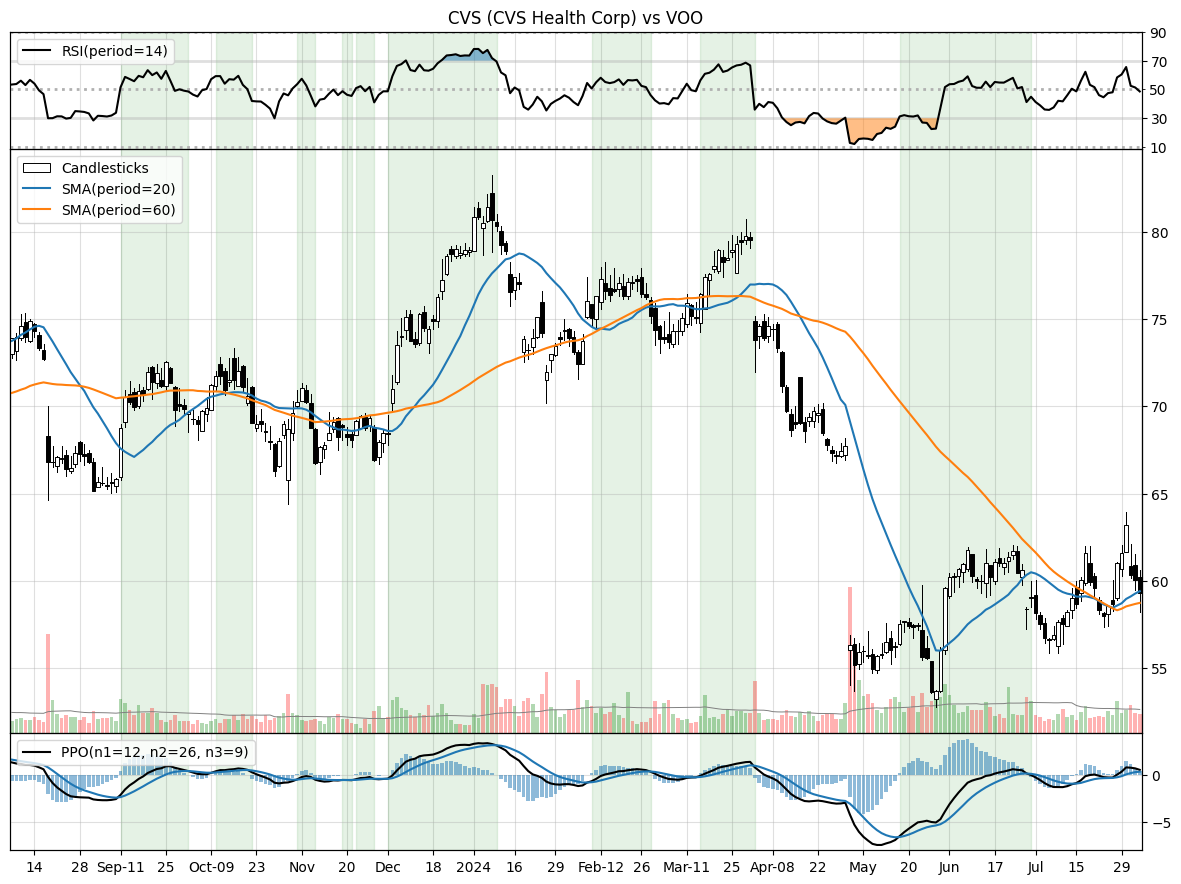 CVS (CVS Health Corp) vs VOO
RSI(period=14)
90
70
50
30
10
Candlesticks
SMA(period=20)
SMA(period=60)
80
75
70
65
60
55
PPO(n1=12, n2=26, n3=9)
0
−5
14 28 Sep-11 25 Oct-09 23 Nov 20 Dec 18 2024 16 29 Feb-12 26 Mar-11 25 Apr-08 22 May 20 Jun 17 Jul 15 29